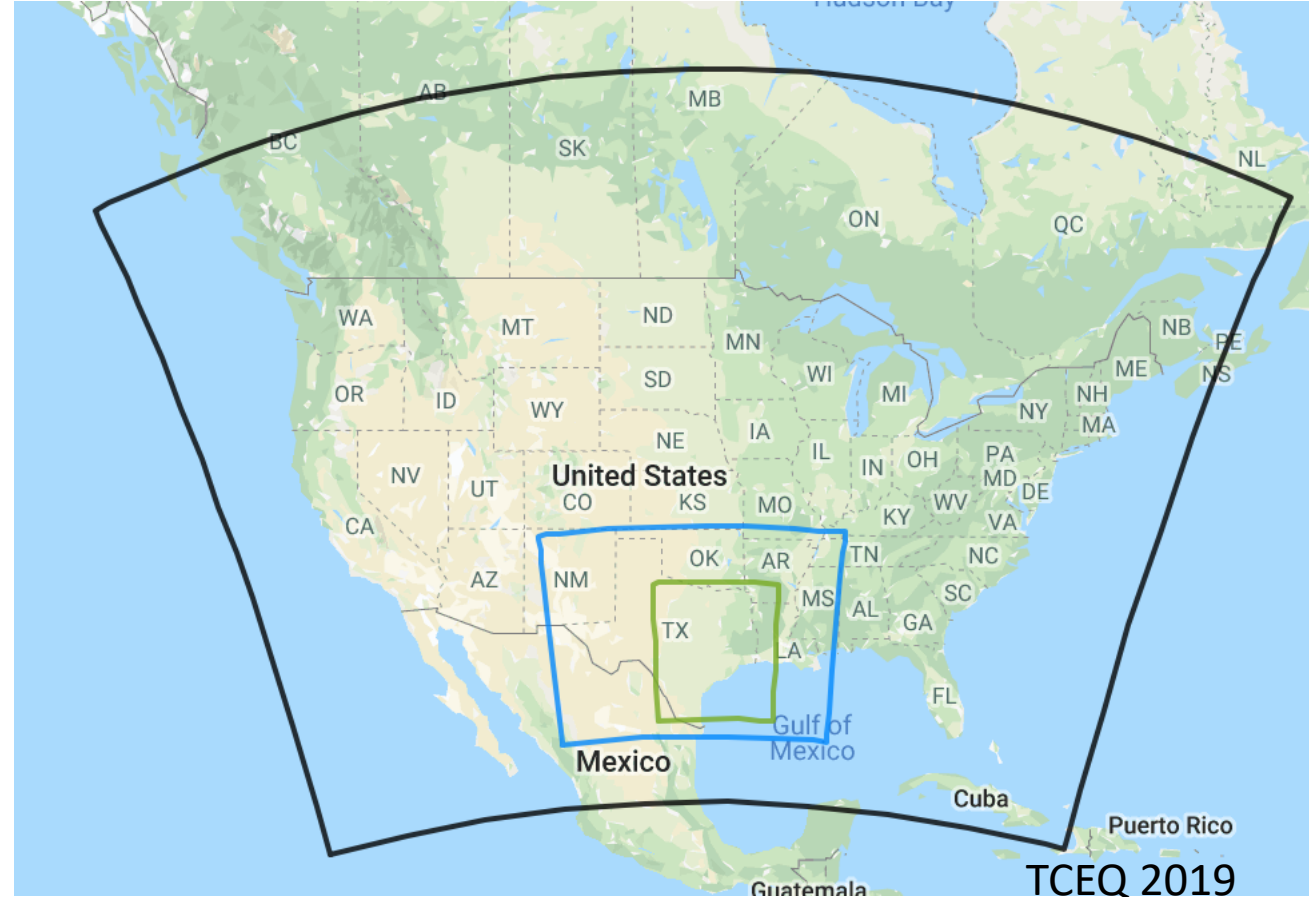 Hudson Bay
AB
MB
BC
SK
NL
ON
QC
WA
MT
ND
NB
MN
PE
WI
ME
NS
SD
OR
ID
MI
NH
WY
NY
MA
NE
IA
IL
IN
OH
PA
NV
United States
MD
UT
DE
CO
KS
MO
WV
KY
CA
VA
OK
AR
TN
NC
AZ
NM
MS
SC
AL
GA
TX
LA
FL
Gulf of
Mexico
Mexico
Cuba
Puerto Rico
Guatemala
TCEQ 2019